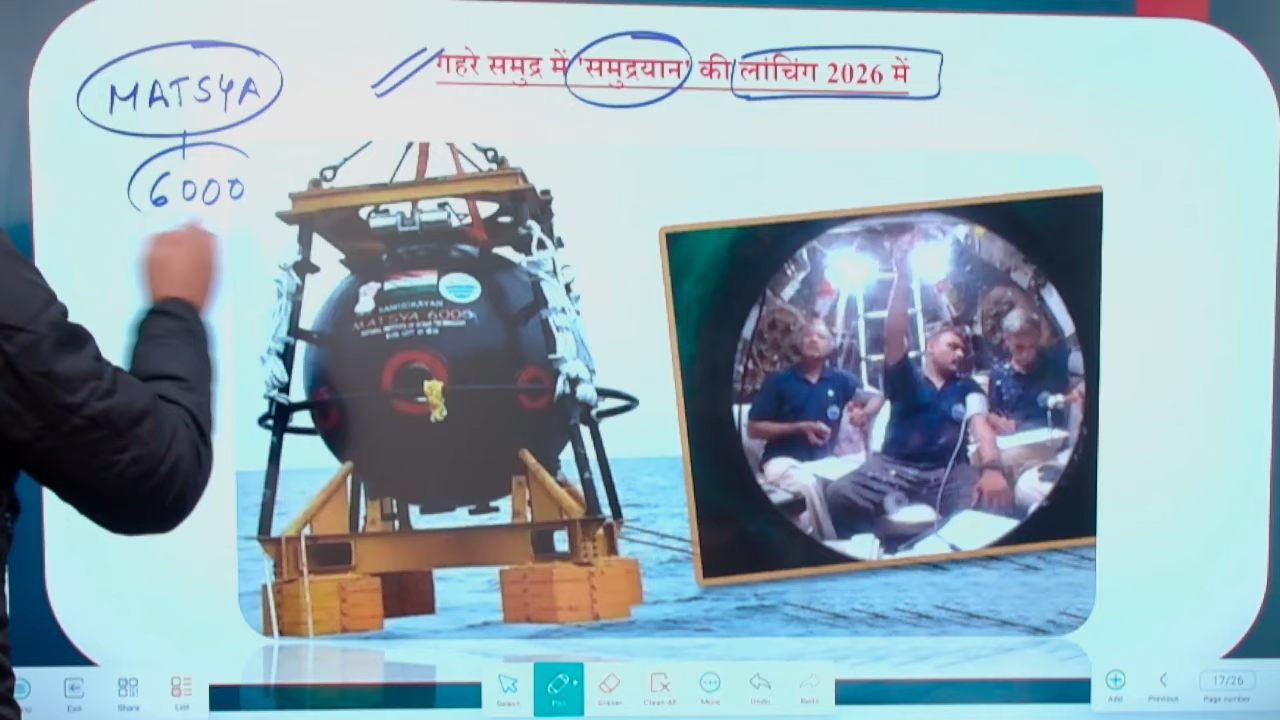 गहरे समुद्र में 'समुद्रयान' की लांचिंग 2026 में
MATSYA
6000
SAMUDRAYAN
MATSYA 6000
Exit
Share
List
Select
Pen
Eraser
Clean All
More
Undo
Redo
Add
Previous
17/26
Page number